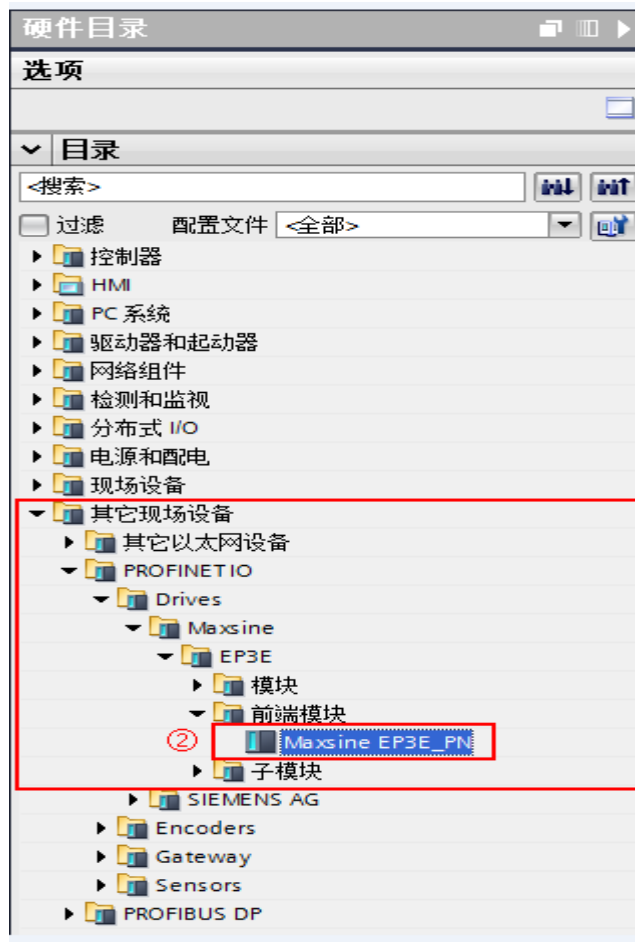 硬件目录
选项
目录
<搜索>
过滤 配置文件 <全部>
控制器
HMI
PC 系统
驱动器和起动器
网络组件
检测和监视
分布式 I/O
电源和配电
现场设备
其它现场设备
其它以太网设备
PROFINET IO
Drives
Maxsine
EP3E
模块
前端模块
② Maxsine EP3E_PN
子模块
SIEMENS AG
Encoders
Gateway
Sensors
PROFIBUS DP